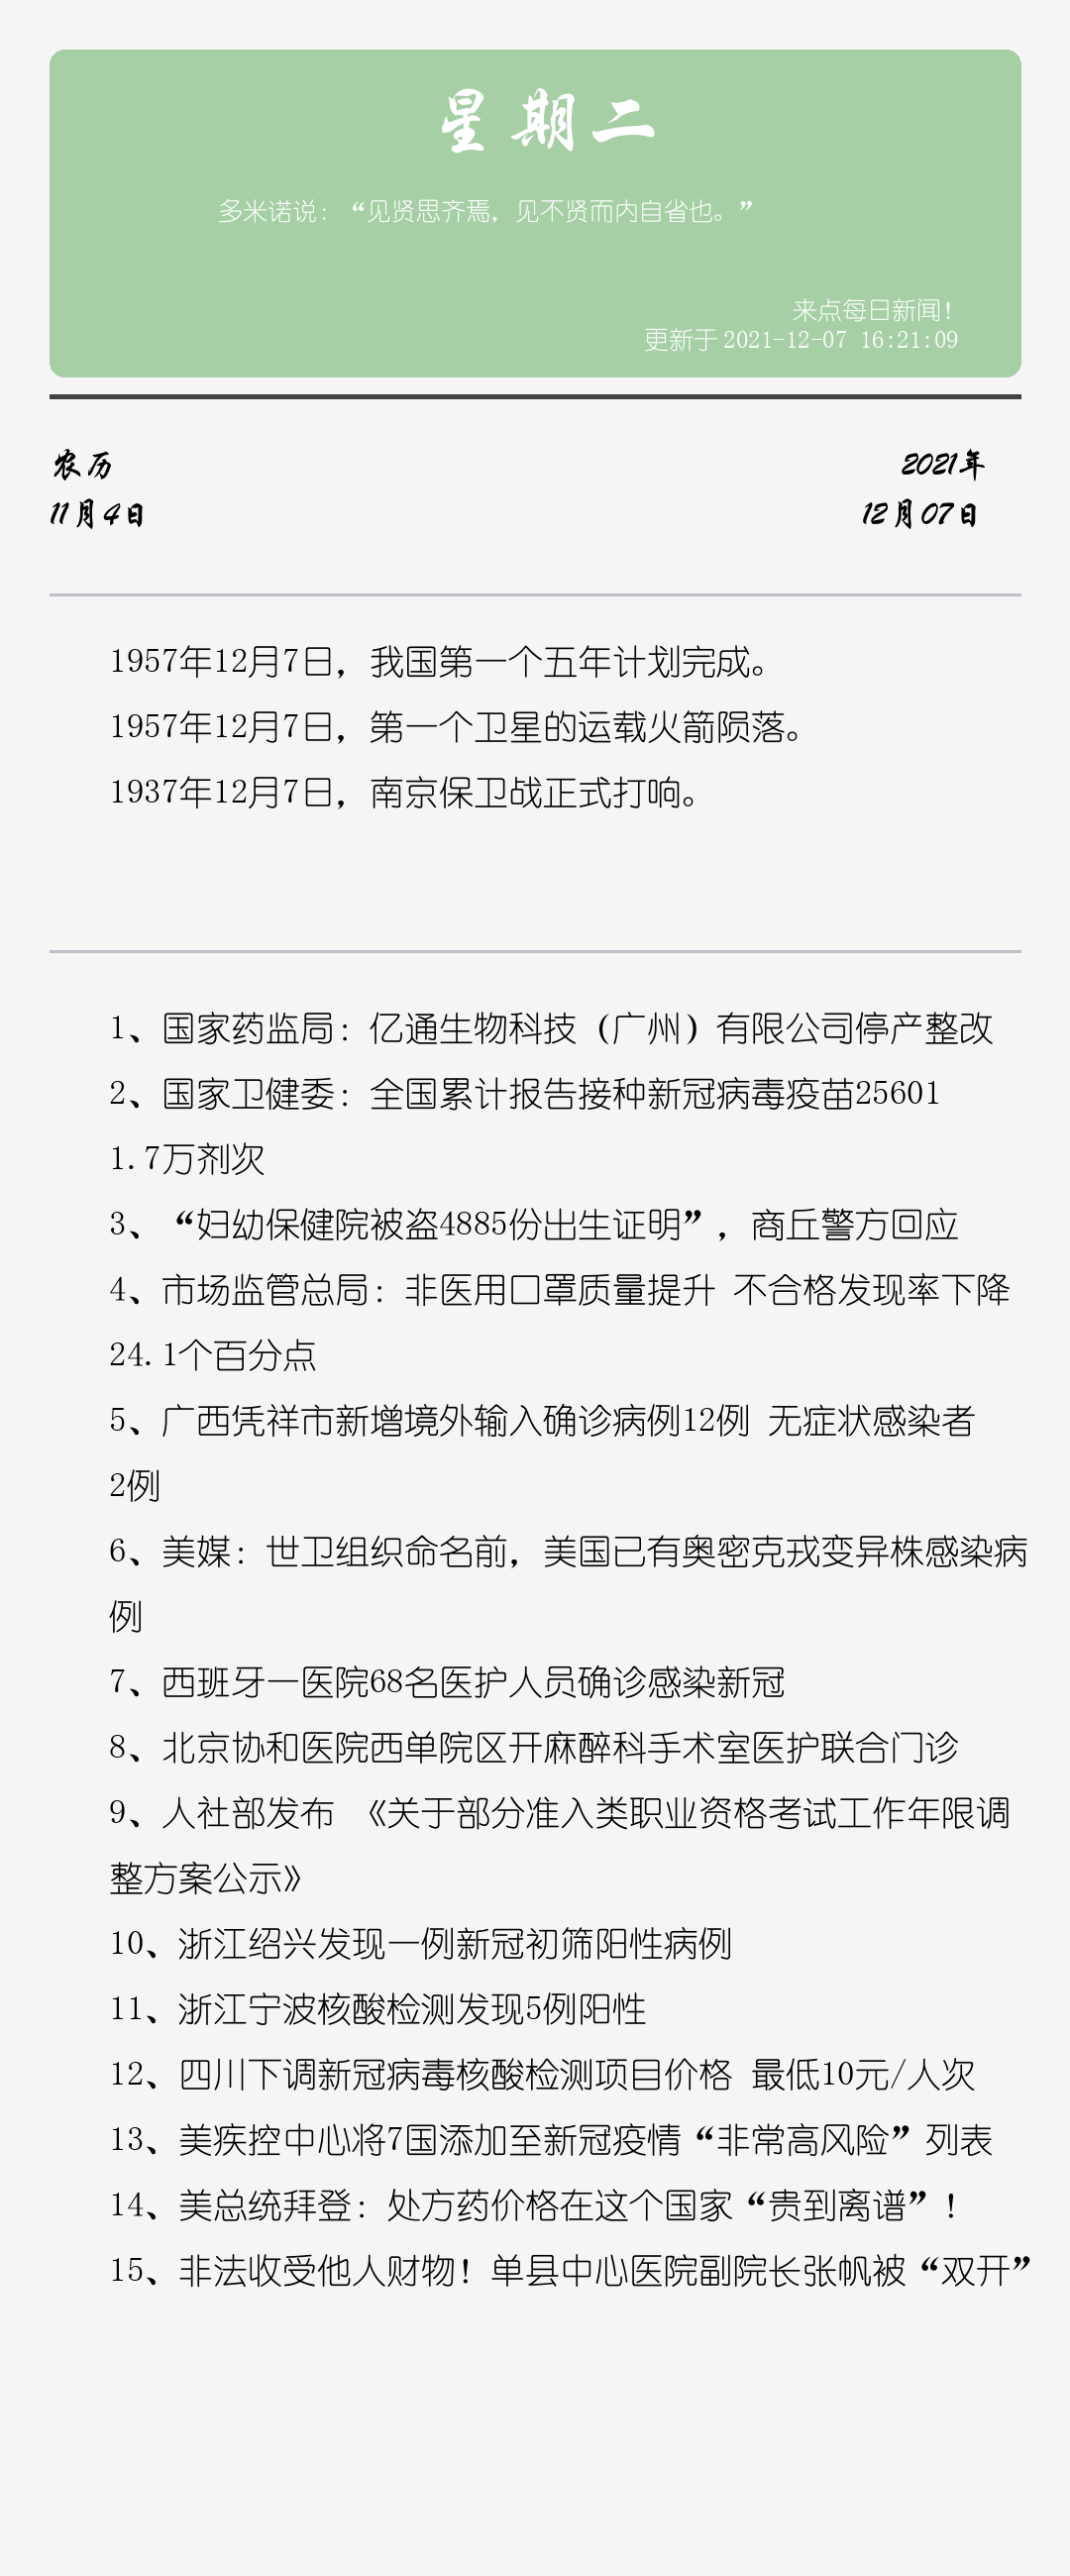 星期二
多米诺说：“见贤思齐焉，见不贤而内自省也。”
来点每日新闻！
更新于 2021-12-07 16:21:09
农历
2021年
11月4日
12月07日
1957年12月7日，我国第一个五年计划完成。
1957年12月7日，第一个卫星的运载火箭陨落。
1937年12月7日，南京保卫战正式打响。
1、国家药监局：亿通生物科技（广州）有限公司停产整改
2、国家卫健委：全国累计报告接种新冠病毒疫苗25601
1.7万剂次
3、“妇幼保健院被盗4885份出生证明”，商丘警方回应
4、市场监管总局：非医用口罩质量提升 不合格发现率下降
24.1个百分点
5、广西凭祥市新增境外输入确诊病例12例 无症状感染者
2例
6、美媒：世卫组织命名前，美国已有奥密克戎变异株感染病
例
7、西班牙一医院68名医护人员确诊感染新冠
8、北京协和医院西单院区开麻醉科手术室医护联合门诊
9、人社部发布 《关于部分准入类职业资格考试工作年限调
整方案公示》
10、浙江绍兴发现一例新冠初筛阳性病例
11、浙江宁波核酸检测发现5例阳性
12、四川下调新冠病毒核酸检测项目价格 最低10元/人次
13、美疾控中心将7国添加至新冠疫情“非常高风险”列表
14、美总统拜登：处方药价格在这个国家“贵到离谱”！
15、非法收受他人财物！单县中心医院副院长张帆被“双开”